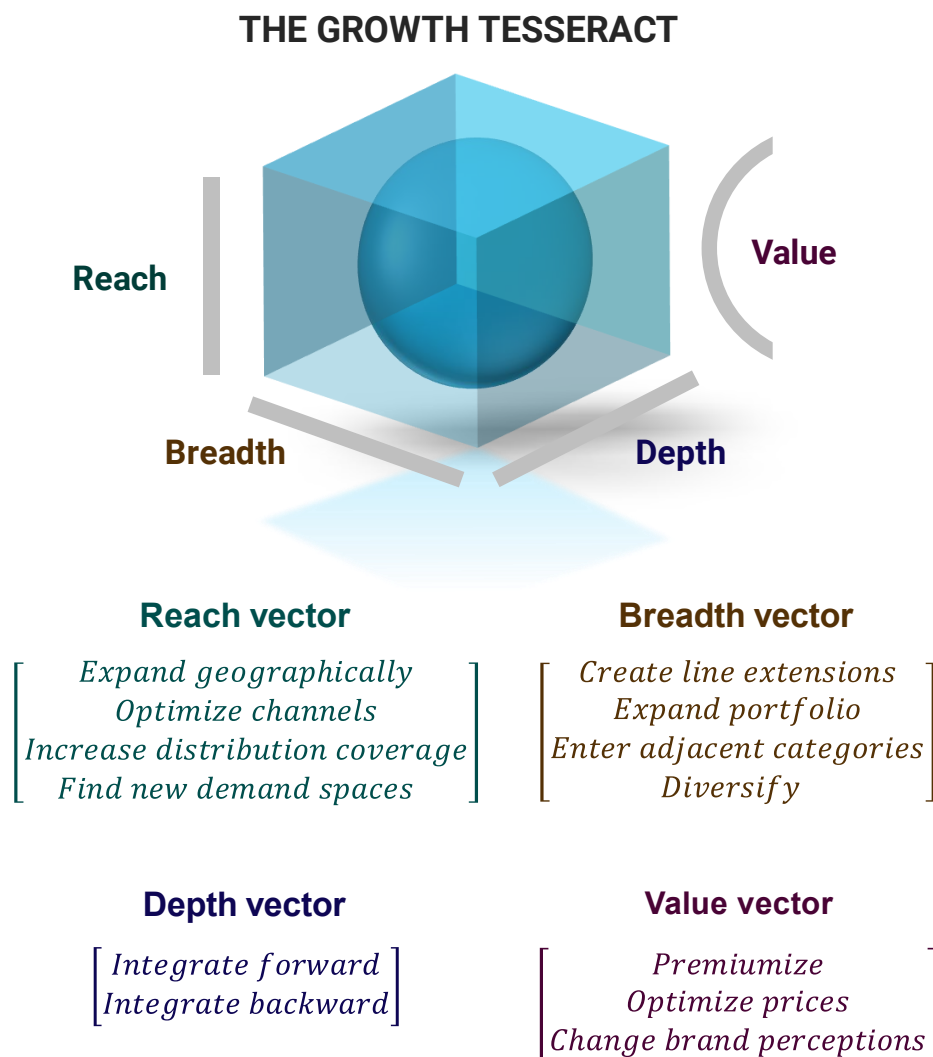 THE GROWTH TESSERACT
Reach
Value
Breadth
Depth
Reach vector
Expand geographically
Optimize channels
Increase distribution coverage
Find new demand spaces
Breadth vector
Create line extensions
Expand portfolio
Enter adjacent categories
Diversify
Depth vector
Integrate forward
Integrate backward
Value vector
Premiumize
Optimize prices
Change brand perceptions